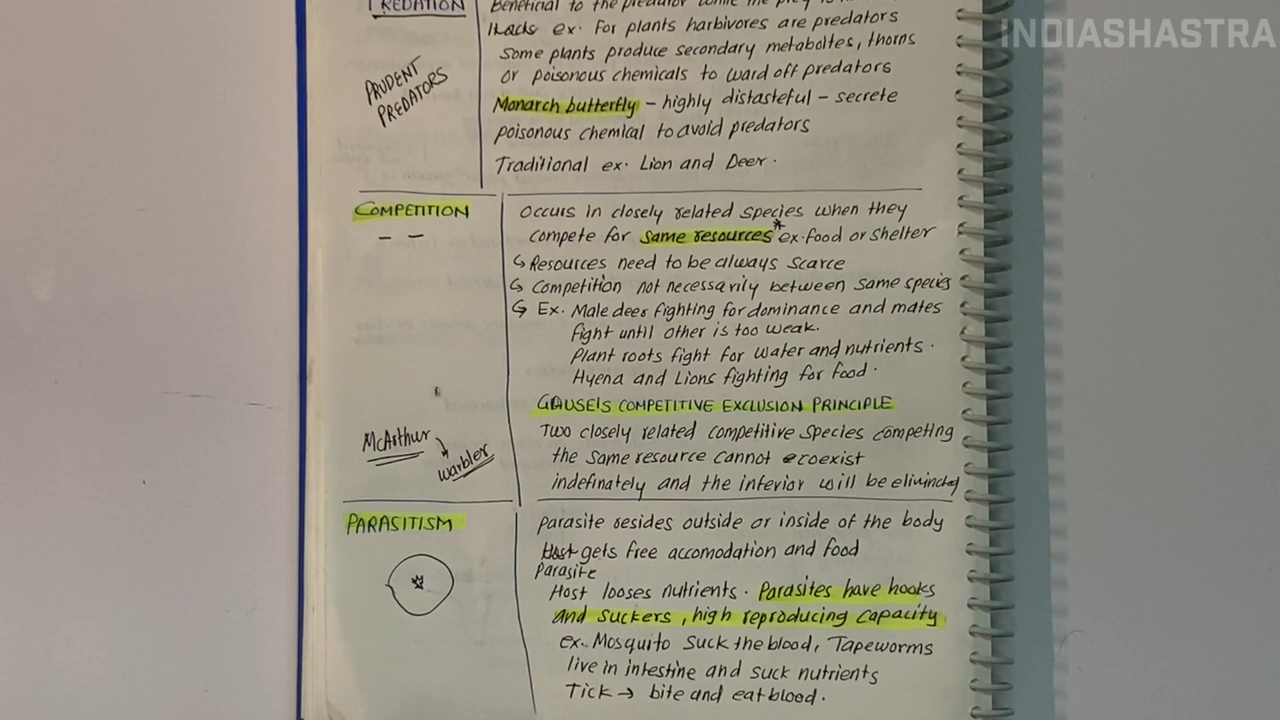 INDIASHASTRA
PREDATION
Beneficial to the predator while the prey is
lacks ex. For plants harbivores are predators
Some plants produce secondary metabolites, thorns
or poisonous chemicals to ward off predators
PRUDENT
PREDATORS
Monarch butterfly – highly distasteful – secrete
poisonous chemical to avoid predators
Traditional ex. Lion and Deer.
COMPETITION
Occurs in closely related species when they
compete for same resources* ex. food or shelter
↳ Resources need to be always scarce
↳ Competition not necessarily between same species
↳ Ex. Male deer fighting for dominance and mates
fight until other is too weak.
Plant roots fight for water and nutrients.
Hyena and Lions fighting for food.
GAUSE'S COMPETITIVE EXCLUSION PRINCIPLE
McArthur
Warbler
Two closely related competitive species competing
the same resource cannot coexist
indefinately and the inferior will be
PARASITISM
parasite resides outside or inside of the body
Host gets free accomodation and food
Parasite
Host looses nutrients. Parasites have hooks
and suckers, high reproducing capacity
ex. Mosquito suck the blood, Tapeworms
live in intestine and suck nutrients
Tick → bite and eat blood.